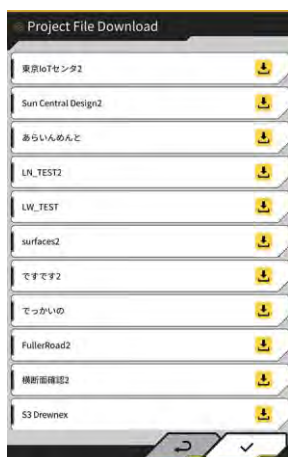 Project File Download
東京IoTセンタ2
Sun Central Design2
あらいんめんと
LN_TEST2
LW_TEST
surfaces2
ですです2
でっかいの
FullerRoad2
横断面確認2
S3 Drewnex